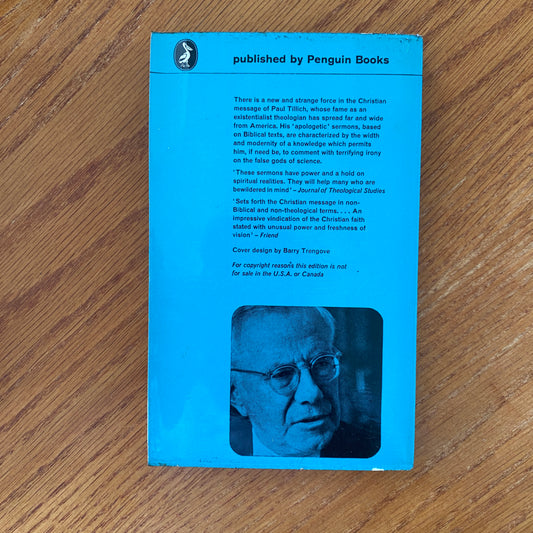 published by Penguin Books
There is a new and strange force in the Christian
message of Paul Tillich, whose fame as an
existentialist theologian has spread far and wide
from America. His 'apologetic' sermons, based
on Biblical texts, are characterized by the width
and modernity of a knowledge which permits
him, if need be, to comment with terrifying irony
on the false gods of science.
'These sermons have power and a hold on
spiritual realities. They will help many who are
bewildered in mind' – Journal of Theological Studies
'Sets forth the Christian message in non-
Biblical and non-theological terms. . . . An
impressive vindication of the Christian faith
stated with unusual power and freshness of
vision' – Friend
Cover design by Barry Trengove
For copyright reasons this edition is not
for sale in the U.S.A. or Canada